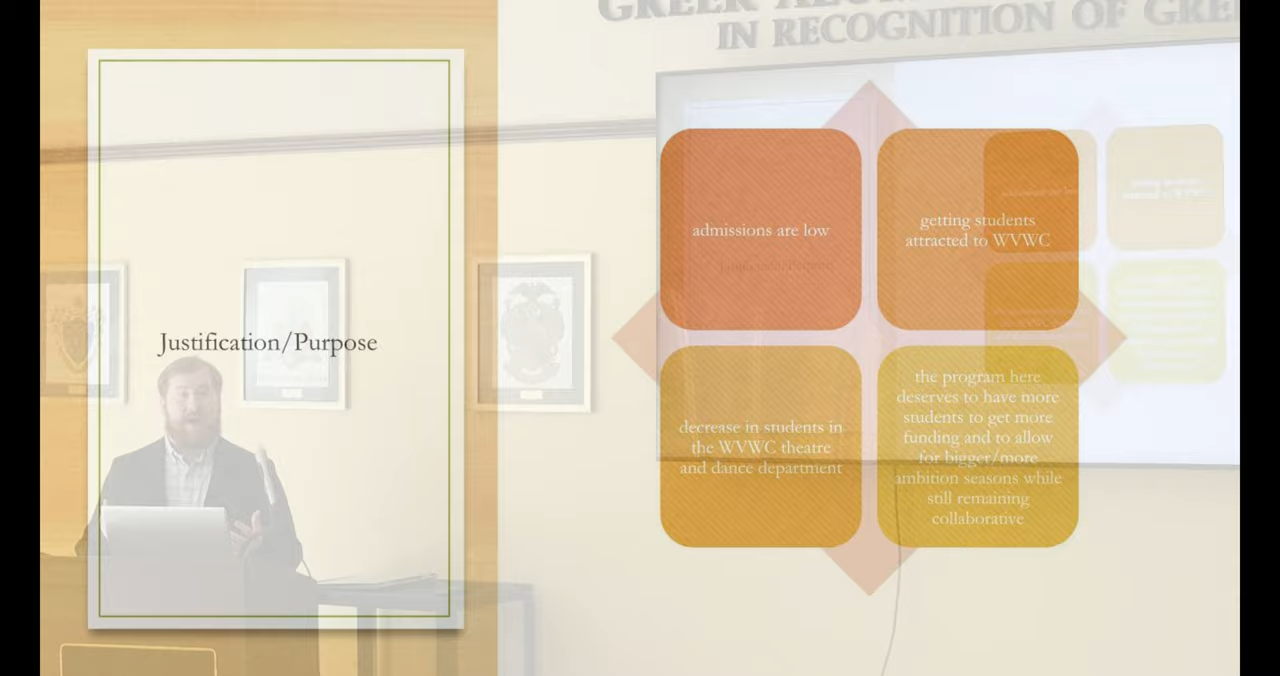 GREEK
IN RECOGNITION OF GRE
Justification/Purpose
admissions are low
getting students
attracted to WVWC
decrease in students in
the WVWC theatre
and dance department
the program here
deserves to have more
students to get more
funding and to allow
for bigger/more
ambition seasons while
still remaining
collaborative